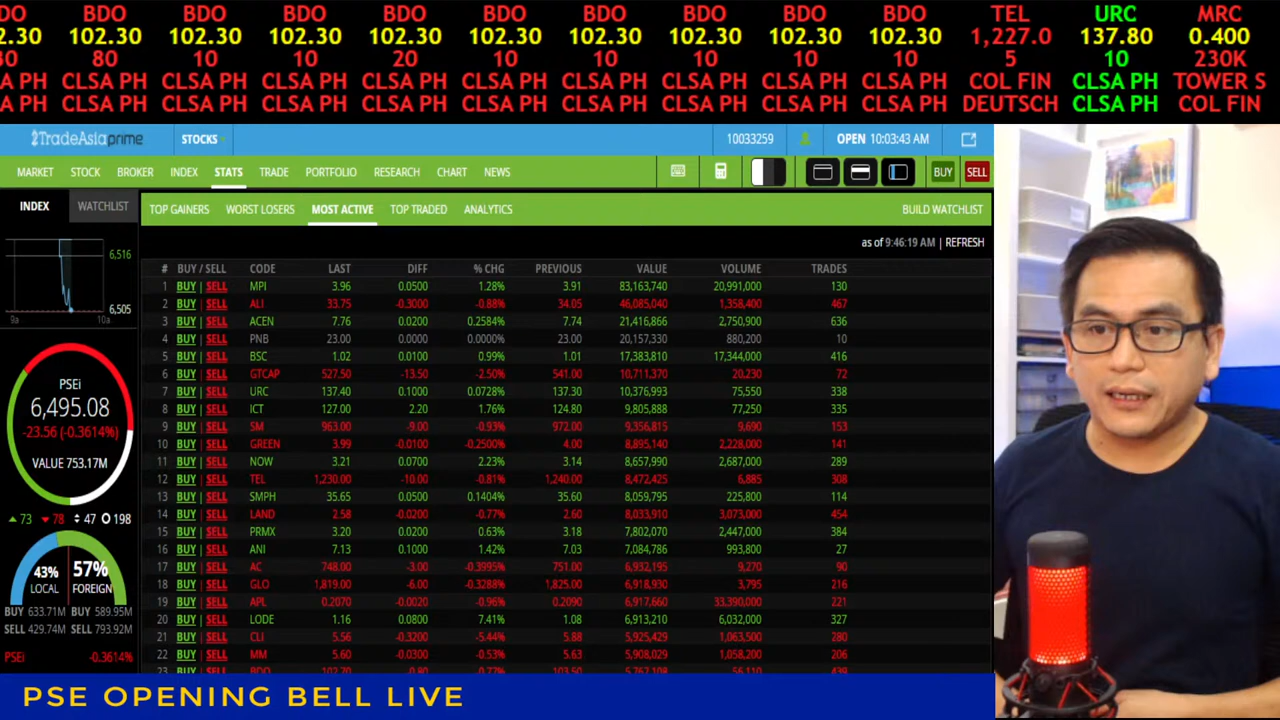 DO BDO BDO BDO BDO BDO BDO BDO BDO BDO TEL URC MRC
2.30 102.30 102.30 102.30 102.30 102.30 102.30 102.30 102.30 102.30 1,227.0 137.80 0.400
80 10 10 20 10 10 10 10 10 5 10 230K
SA PH CLSA PH CLSA PH CLSA PH CLSA PH CLSA PH CLSA PH CLSA PH CLSA PH CLSA PH COL FIN CLSA PH TOWER S
A PH CLSA PH CLSA PH CLSA PH CLSA PH CLSA PH CLSA PH CLSA PH CLSA PH CLSA PH DEUTSCH CLSA PH COL FIN
2TradeAsia prime STOCKS 10033259 OPEN 10:03:43 AM
MARKET STOCK BROKER INDEX STATS TRADE PORTFOLIO RESEARCH CHART NEWS BUY SELL
INDEX WATCHLIST
TOP GAINERS WORST LOSERS MOST ACTIVE TOP TRADED ANALYTICS BUILD WATCHLIST
as of 9:46:19 AM | REFRESH
6,516
6,505
9a 10a
PSEi
6,495.08
-23.56 (-0.3614%)
VALUE 753.17M
73 78 47 198
43% LOCAL 57% FOREIGN
BUY 633.71M BUY 589.95M
SELL 429.74M SELL 793.92M
PSEi -0.3614%
# BUY / SELL CODE LAST DIFF % CHG PREVIOUS VALUE VOLUME TRADES
1 BUY | SELL MPI 3.96 0.0500 1.28% 3.91 83,163,740 20,991,000 130
2 BUY | SELL ALI 33.75 -0.3000 -0.88% 34.05 46,085,040 1,358,400 467
3 BUY | SELL ACEN 7.76 0.0200 0.2584% 7.74 21,416,866 2,750,900 636
4 BUY | SELL PNB 23.00 0.0000 0.0000% 23.00 20,157,330 880,200 10
5 BUY | SELL BSC 1.02 0.0100 0.99% 1.01 17,383,810 17,344,000 416
6 BUY | SELL GTCAP 527.50 -13.50 -2.50% 541.00 10,711,370 20,230 72
7 BUY | SELL URC 137.40 0.1000 0.0728% 137.30 10,376,993 75,550 338
8 BUY | SELL ICT 127.00 2.20 1.76% 124.80 9,805,888 77,250 335
9 BUY | SELL SM 963.00 -9.00 -0.93% 972.00 9,356,815 9,690 153
10 BUY | SELL GREEN 3.99 -0.0100 -0.2500% 4.00 8,895,140 2,228,000 141
11 BUY | SELL NOW 3.21 0.0700 2.23% 3.14 8,657,990 2,687,000 289
12 BUY | SELL TEL 1,230.00 -10.00 -0.81% 1,240.00 8,472,425 6,885 308
13 BUY | SELL SMPH 35.65 0.0500 0.1404% 35.60 8,059,795 225,800 114
14 BUY | SELL LAND 2.58 -0.0200 -0.77% 2.60 8,033,910 3,073,000 454
15 BUY | SELL PRMX 3.20 0.0200 0.63% 3.18 7,802,070 2,447,000 384
16 BUY | SELL ANI 7.13 0.1000 1.42% 7.03 7,084,786 993,800 27
17 BUY | SELL AC 748.00 -3.00 -0.3995% 751.00 6,932,195 9,270 90
18 BUY | SELL GLO 1,819.00 -6.00 -0.3288% 1,825.00 6,918,930 3,795 216
19 BUY | SELL APL 0.2070 -0.0020 -0.96% 0.2090 6,917,660 33,390,000 221
20 BUY | SELL LODE 1.16 0.0800 7.41% 1.08 6,913,210 6,032,000 327
21 BUY | SELL CLI 5.56 -0.3200 -5.44% 5.88 5,925,429 1,063,500 280
22 BUY | SELL MM 5.60 -0.0300 -0.53% 5.63 5,908,029 1,058,200 206
23 BUY | SELL BDO 102.70 -0.80 -0.77% 103.50 5,767,108 56,110 439
PSE OPENING BELL LIVE